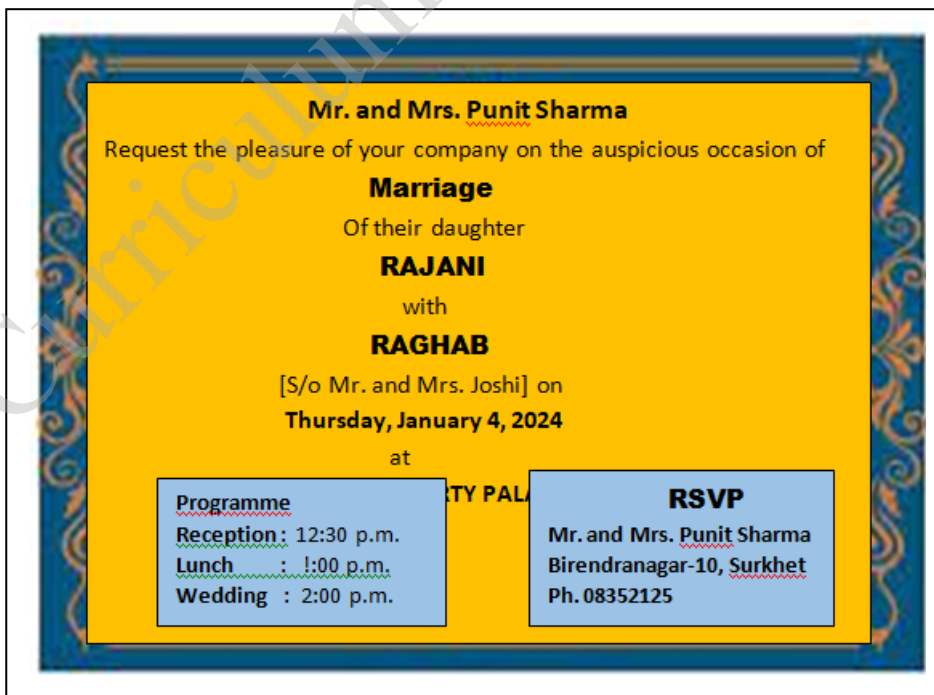 Curriculum
Mr. and Mrs. Punit Sharma
Request the pleasure of your company on the auspicious occasion of
Marriage
Of their daughter
RAJANI
with
RAGHAB
[S/o Mr. and Mrs. Joshi] on
Thursday, January 4, 2024
at
Programme
Reception : 12:30 p.m.
Lunch : !:00 p.m.
Wedding : 2:00 p.m.
RSVP
Mr. and Mrs. Punit Sharma
Birendranagar-10, Surkhet
Ph. 08352125